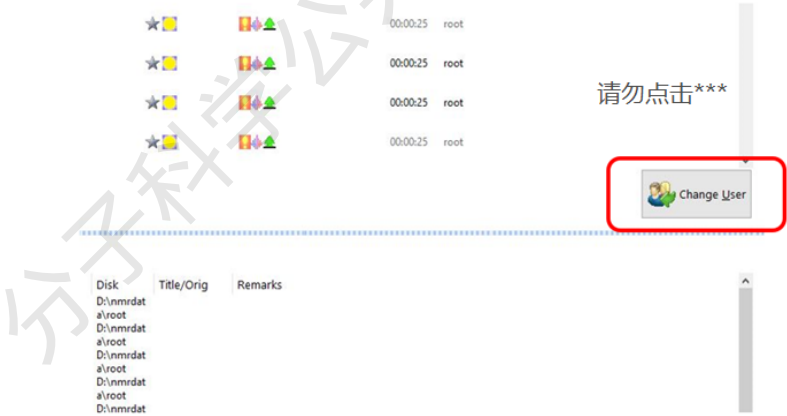 00:00:25 root
00:00:25 root
00:00:25 root
请勿点击***
00:00:25 root
Change User
Disk Title/Orig Remarks
D:\nmrdat
a\root
D:\nmrdat
a\root
D:\nmrdat
a\root
D:\nmrdat
a\root
D:\nmrdat
分子科学公